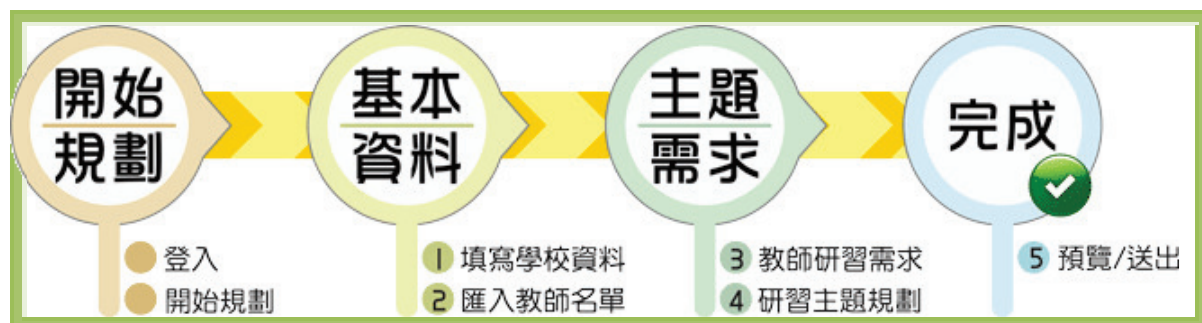 開始
規劃
登入
開始規劃
基本
資料
1 填寫學校資料
2 匯入教師名單
主題
需求
3 教師研習需求
4 研習主題規劃
完成
5 預覽/送出